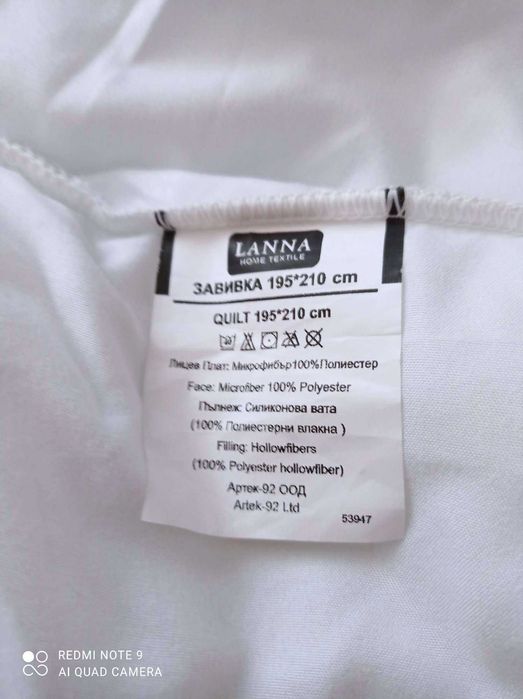 LANNA
HOME TEXTILE
ЗАВИВКА 195*210 cm
QUILT 195*210 cm
Лицев Плат: Микрофибър100%Полиестер
Face: Microfiber 100% Polyester
Пълнеж: Силиконова вата
(100% Полиестерни влакна )
Filling: Hollowfibers
(100% Polyester hollowfiber)
Артек-92 ООД
Artek-92 Ltd
53947
REDMI NOTE 9
AI QUAD CAMERA